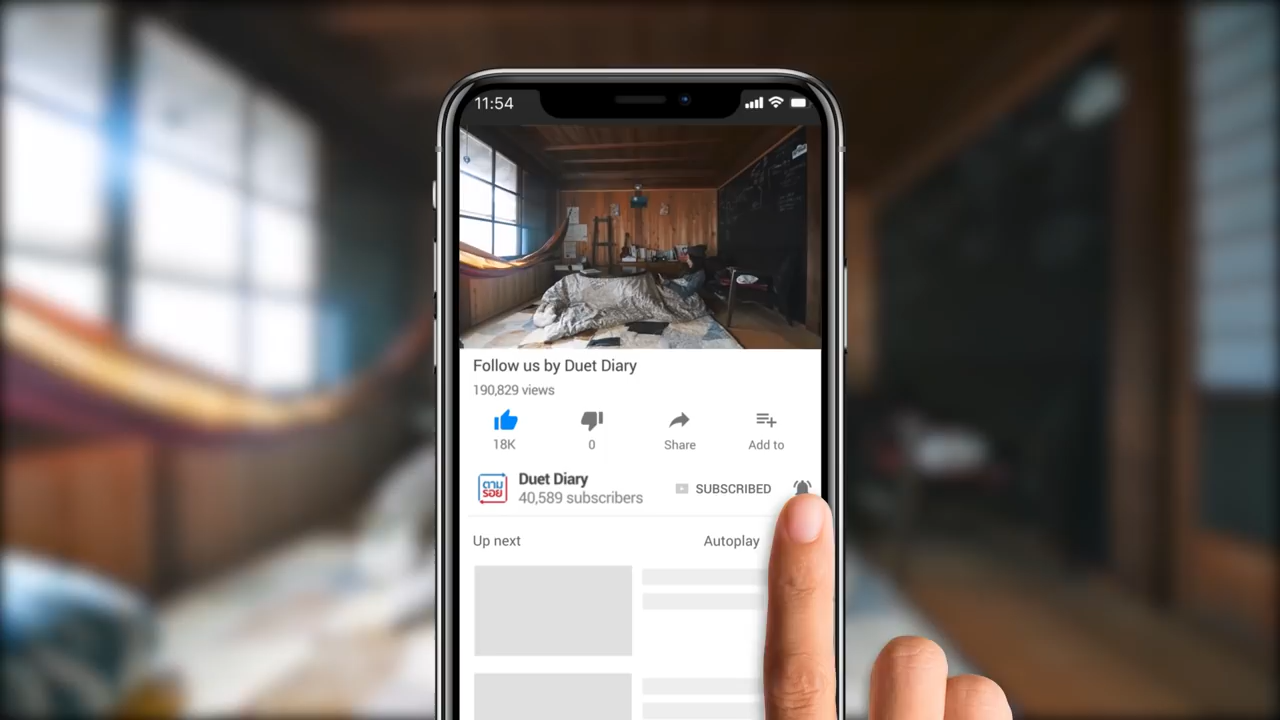 11:54
Follow us by Duet Diary
190,829 views
18K
0
Share
Add to
ตาม
รอย
Duet Diary
40,589 subscribers
SUBSCRIBED
Up next
Autoplay